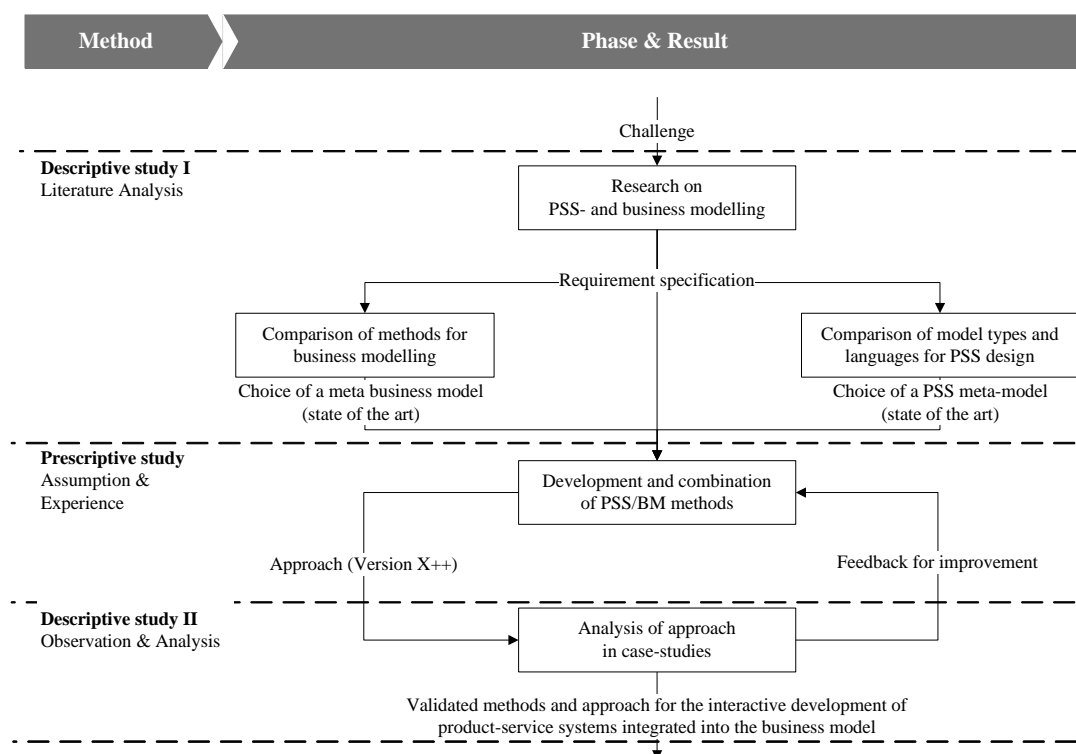 Method
Phase & Result
Challenge
Descriptive study I
Literature Analysis
Research on
PSS- and business modelling
Requirement specification
Comparison of methods for
business modelling
Comparison of model types and
languages for PSS design
Choice of a meta business model
(state of the art)
Choice of a PSS meta-model
(state of the art)
Prescriptive study
Assumption &
Experience
Development and combination
of PSS/BM methods
Approach (Version X++)
Feedback for improvement
Descriptive study II
Observation & Analysis
Analysis of approach
in case-studies
Validated methods and approach for the interactive development of
product-service systems integrated into the business model